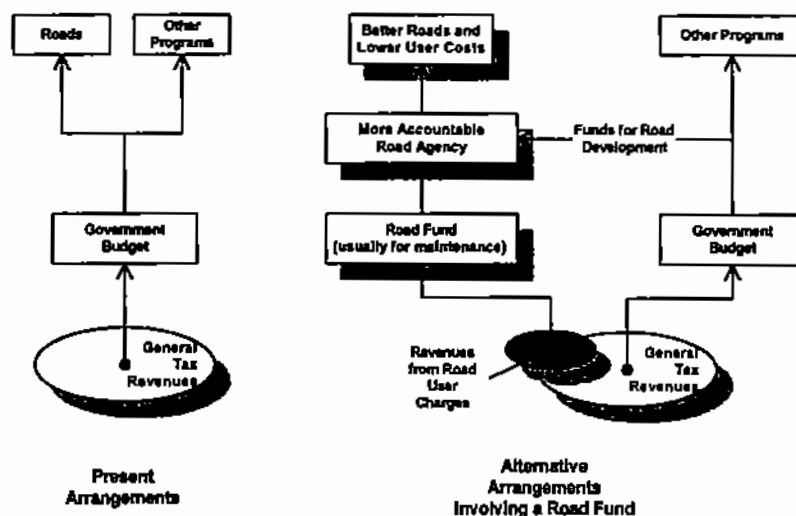 Roads
Other
Programs
Government
Budget
General
Tax
Revenues
Present
Arrangements
Better Roads and
Lower User Costs
Other Programs
More Accountable
Road Agency
Funds for Road
Development
Road Fund
(usually for maintenance)
Government
Budget
Revenues
from Road
User
Charges
General
Tax
Revenues
Alternative
Arrangements
Involving a Road Fund